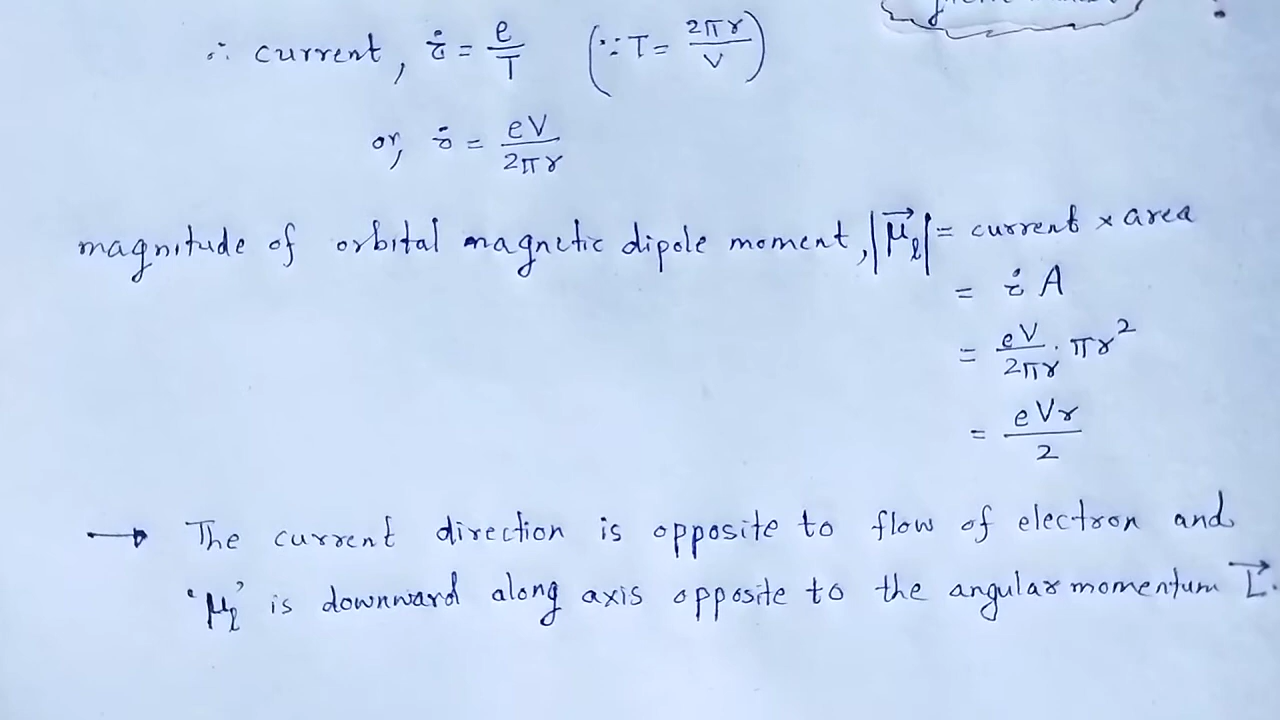 ∴ current, i = e/T (∵ T = 2πr/V)
or, i = eV/2πr
magnitude of orbital magnetic dipole moment, |μ⃗ₗ| = current × area
= i A
= eV/2πr . πr²
= eVr/2
→ The current direction is opposite to flow of electron and
'μₗ' is downward along axis opposite to the angular momentum L⃗.